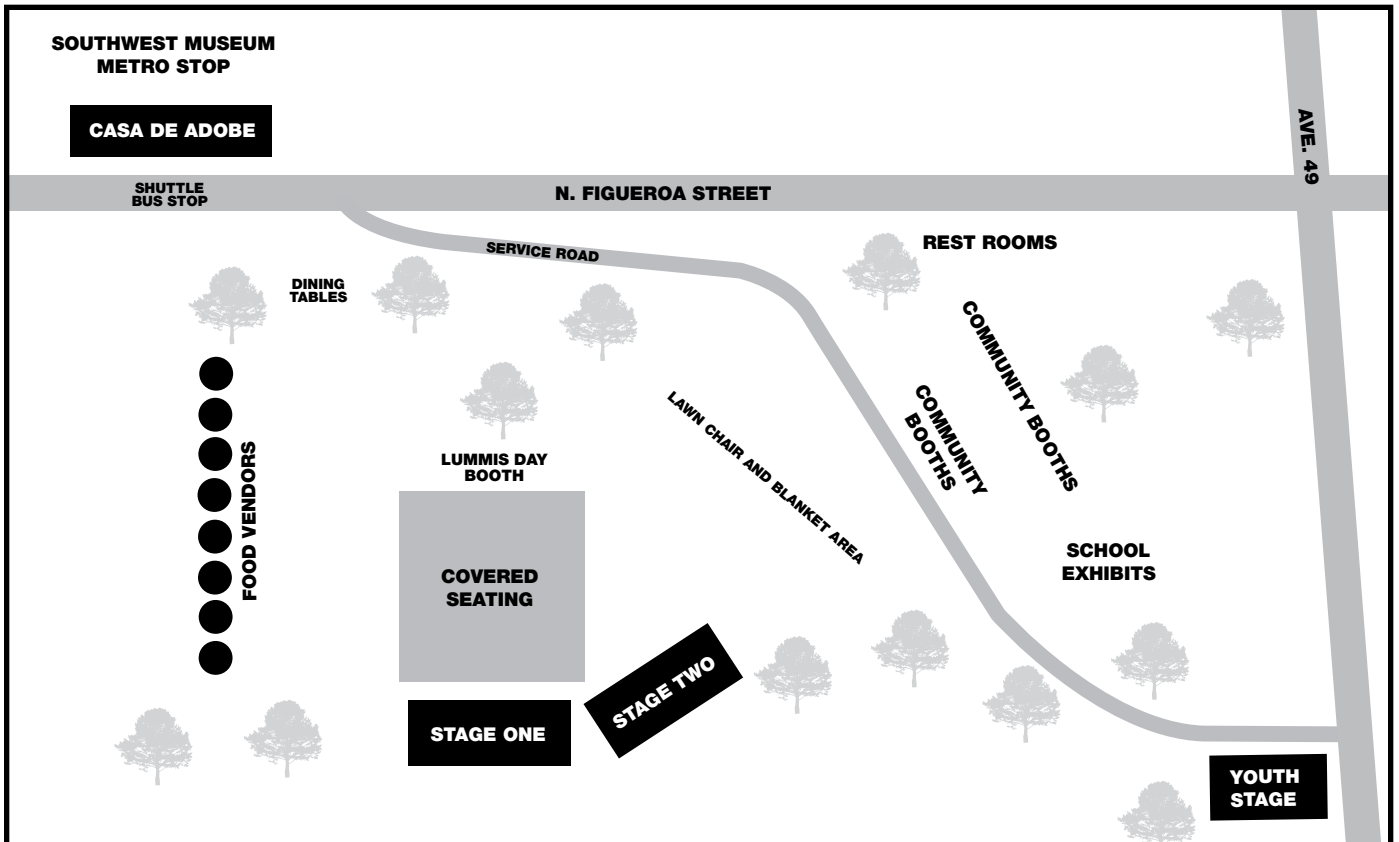 SOUTHWEST MUSEUM
METRO STOP
CASA DE ADOBE
AVE. 49
SHUTTLE
BUS STOP
N. FIGUEROA STREET
SERVICE ROAD
REST ROOMS
DINING
TABLES
COMMUNITY BOOTHS
COMMUNITY
BOOTHS
LAWN CHAIR AND BLANKET AREA
LUMMIS DAY
BOOTH
FOOD VENDORS
COVERED
SEATING
SCHOOL
EXHIBITS
STAGE TWO
STAGE ONE
YOUTH
STAGE